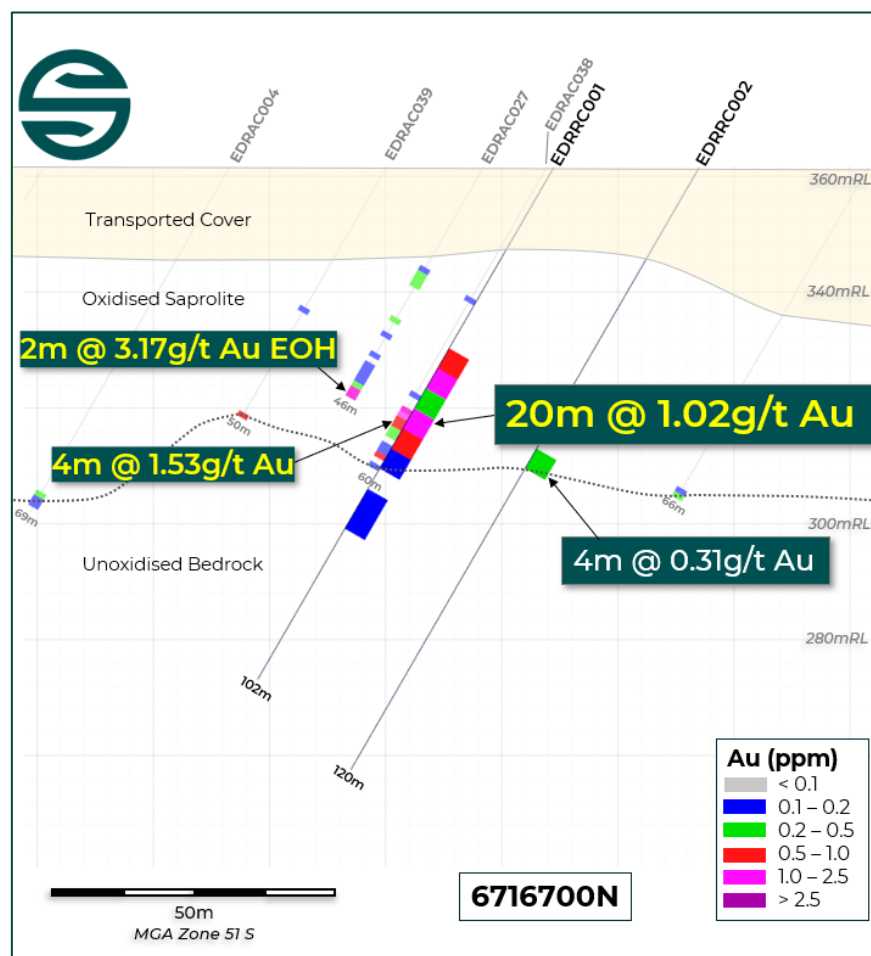 EDRAC004
EDRAC039
EDRAC027
EDRAC038
EDRRC001
EDRRC002
360mRL
Transported Cover
340mRL
Oxidised Saprolite
2m @ 3.17g/t Au EOH
46m
20m @ 1.02g/t Au
50m
4m @ 1.53g/t Au
60m
69m
66m
300mRL
4m @ 0.31g/t Au
Unoxidised Bedrock
280mRL
102m
120m
Au (ppm)
< 0.1
0.1 – 0.2
0.2 – 0.5
0.5 – 1.0
1.0 – 2.5
> 2.5
6716700N
50m
MGA Zone 51 S